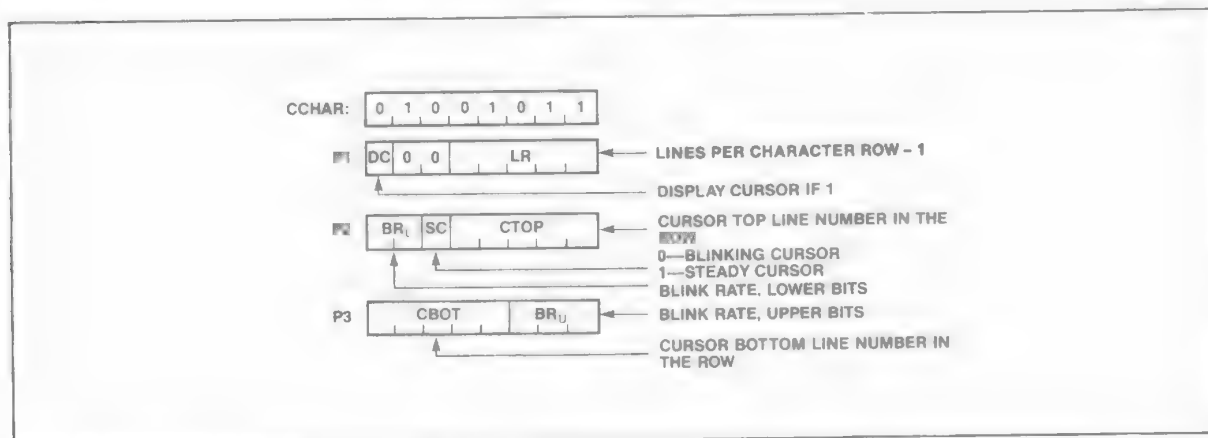 CCHAR: 0 1 0 0 1 0 1 1
DC 0 0 LR
LINES PER CHARACTER ROW – 1
DISPLAY CURSOR IF 1
BRL SC CTOP
CURSOR TOP LINE NUMBER IN THE
0—BLINKING CURSOR
1—STEADY CURSOR
BLINK RATE, LOWER BITS
P3 CBOT BRU
BLINK RATE, UPPER BITS
CURSOR BOTTOM LINE NUMBER IN
THE ROW